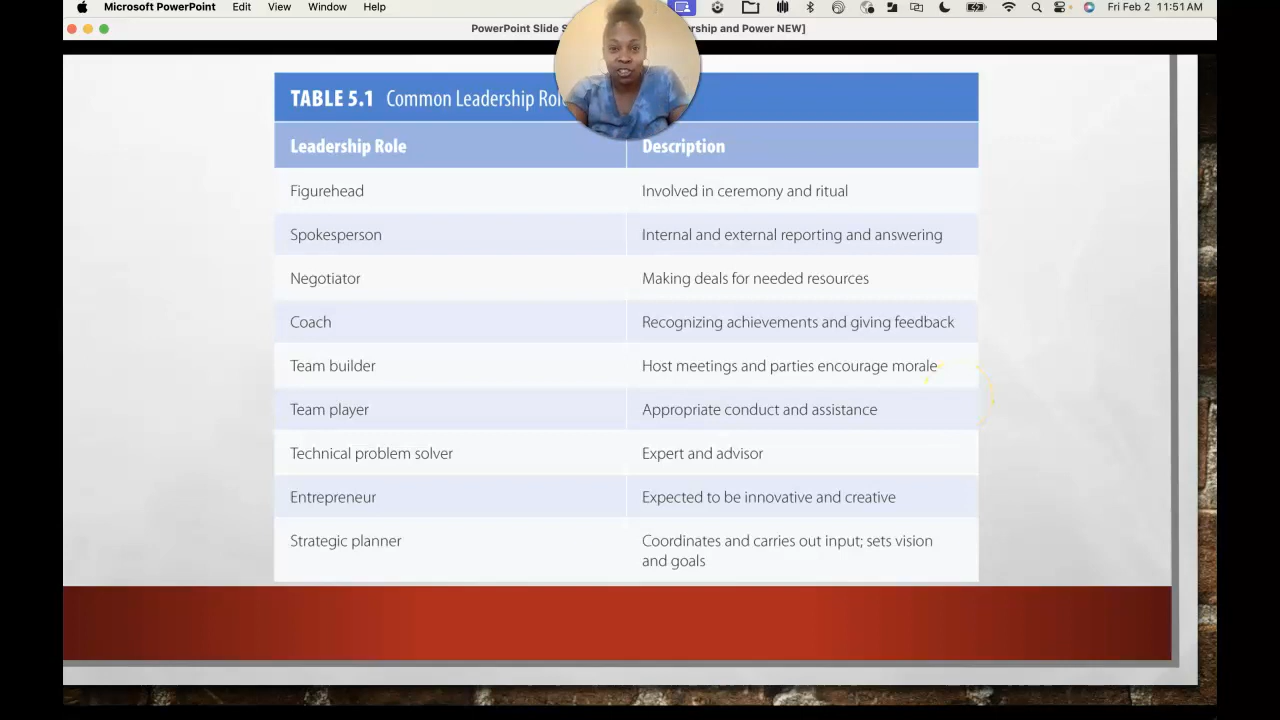 Microsoft PowerPoint Edit View Window Help Fri Feb 2 11:51 AM
PowerPoint Slide and Power NEW]
TABLE 5.1 Common Leadership
Leadership Role Description
Figurehead Involved in ceremony and ritual
Spokesperson Internal and external reporting and answering
Negotiator Making deals for needed resources
Coach Recognizing achievements and giving feedback
Team builder Host meetings and parties encourage morale
Team player Appropriate conduct and assistance
Technical problem solver Expert and advisor
Entrepreneur Expected to be innovative and creative
Strategic planner Coordinates and carries out input; sets vision
and goals